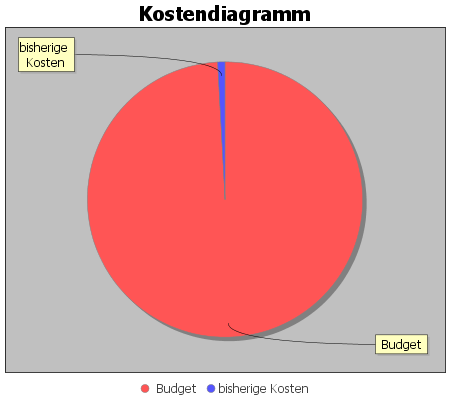 Kostendiagramm
bisherige
Kosten
Budget
Budget bisherige Kosten